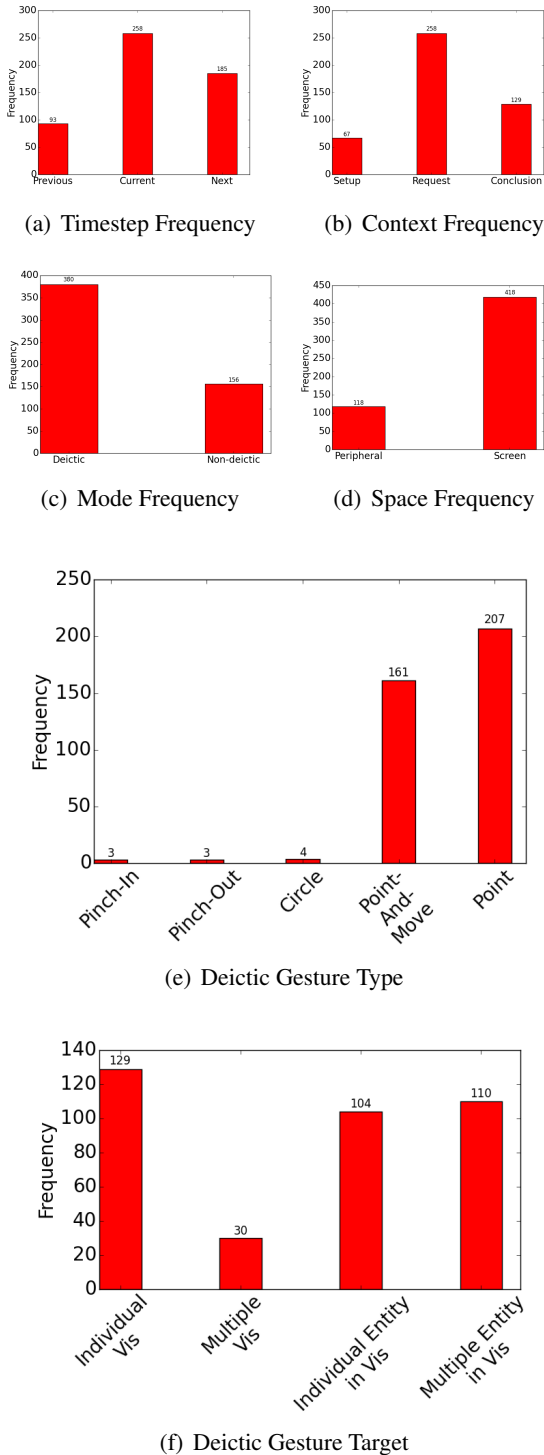 300
250
200
150
100
50
0
Frequency
93
258
185
Previous Current Next
(a) Timestep Frequency
300
250
200
150
100
50
0
Frequency
67
258
129
Setup Request Conclusion
(b) Context Frequency
400
350
300
250
200
150
100
50
0
Frequency
380
156
Deictic Non-deictic
(c) Mode Frequency
450
400
350
300
250
200
150
100
50
0
Frequency
118
418
Peripheral Screen
(d) Space Frequency
250
200
150
100
50
0
Frequency
3
3
4
161
207
Pinch-In
Pinch-Out
Circle
Point-
And-
Move
Point
(e) Deictic Gesture Type
140
120
100
80
60
40
20
0
Frequency
129
30
104
110
Individual
Vis
Multiple
Vis
Individual Entity
in Vis
Multiple Entity
in Vis
(f) Deictic Gesture Target